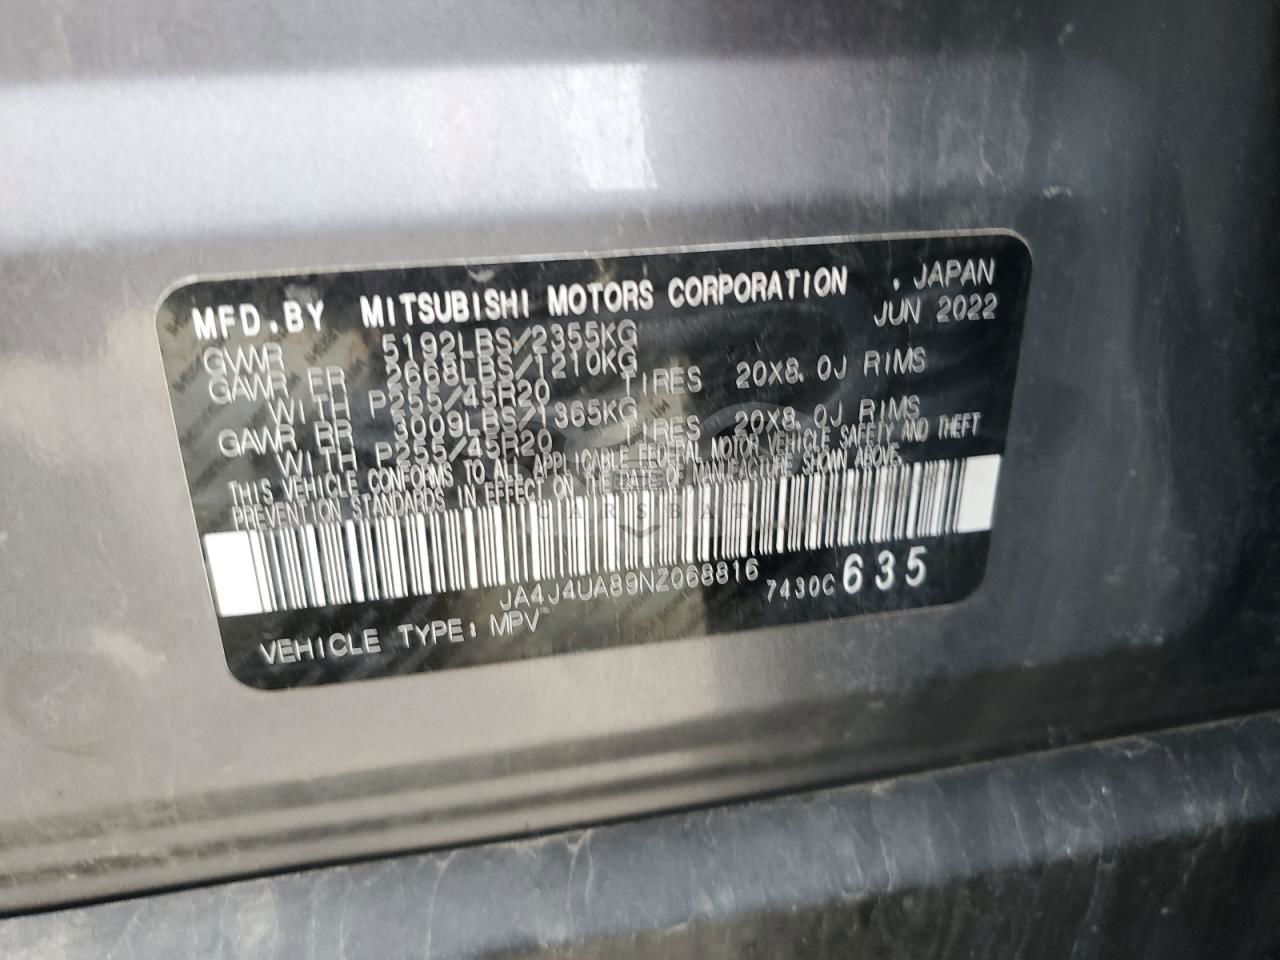 MFD.BY MITSUBISHI MOTORS CORPORATION , JAPAN
JUN 2022
GVWR 5192LBS/2355KG
GAWR FR 2668LBS/1210KG
WITH P255/45R20 TIRES 20X8.0J RIMS
GAWR RR 3009LBS/1365KG
WITH P255/45R20 TIRES 20X8.0J RIMS
THIS VEHICLE CONFORMS TO ALL APPLICABLE FEDERAL MOTOR VEHICLE SAFETY AND THEFT
PREVENTION STANDARDS IN EFFECT ON THE DATE OF MANUFACTURE SHOWN ABOVE.
JA4J4UA89NZ068816 7430C 635
VEHICLE TYPE: MPV